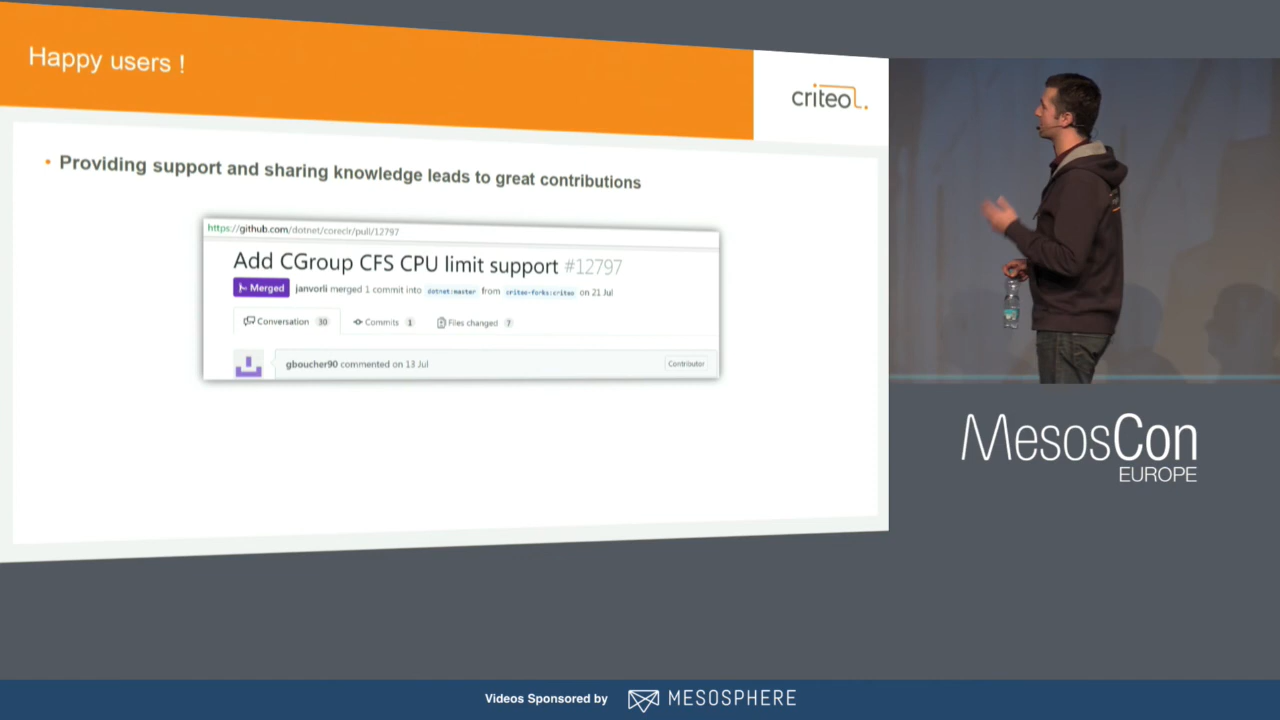 Happy users !
criteo
• Providing support and sharing knowledge leads to great contributions
https://github.com/dotnet/coreclr/pull/12797
Add CGroup CFS CPU limit support #12797
Merged janvorli merged 1 commit into dotnet:master from criteo-forks:criteo on 21 Jul
Conversation 30 Commits 1 Files changed 7
gboucher90 commented on 13 Jul Contributor
MesosCon
EUROPE
Videos Sponsored by MESOSPHERE